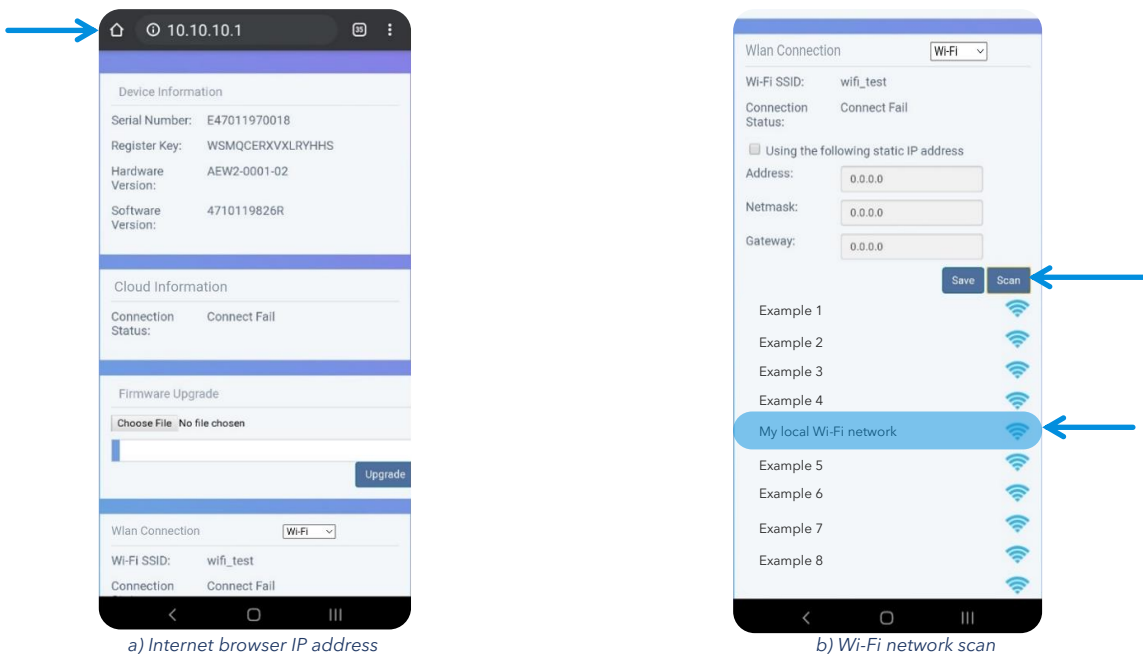 10.10.10.1
35
Device Information
Serial Number: E47011970018
Register Key: WSMQCERXVXLRYHHS
Hardware AEW2-0001-02
Version:
Software 4710119826R
Version:
Cloud Information
Connection Connect Fail
Status:
Firmware Upgrade
Choose File No file chosen
Upgrade
Wlan Connection Wi-Fi
Wi-Fi SSID: wifi_test
Connection Connect Fail
a) Internet browser IP address
Wlan Connection Wi-Fi
Wi-Fi SSID: wifi_test
Connection Connect Fail
Status:
Using the following static IP address
Address: 0.0.0.0
Netmask: 0.0.0.0
Gateway: 0.0.0.0
Save Scan
Example 1
Example 2
Example 3
Example 4
My local Wi-Fi network
Example 5
Example 6
Example 7
Example 8
b) Wi-Fi network scan